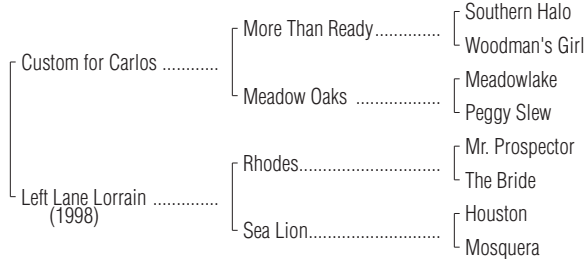 Southern Halo
More Than Ready...............
Woodman's Girl
Custom for Carlos ............
Meadowlake
Meadow Oaks ...................
Peggy Slew
Mr. Prospector
Rhodes...............................
The Bride
Left Lane Lorrain ..............
(1998)
Houston
Sea Lion.............................
Mosquera